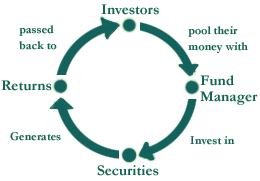 Investors
passed
back to
pool their
money with
Returns
Fund
Manager
Generates
Invest in
Securities